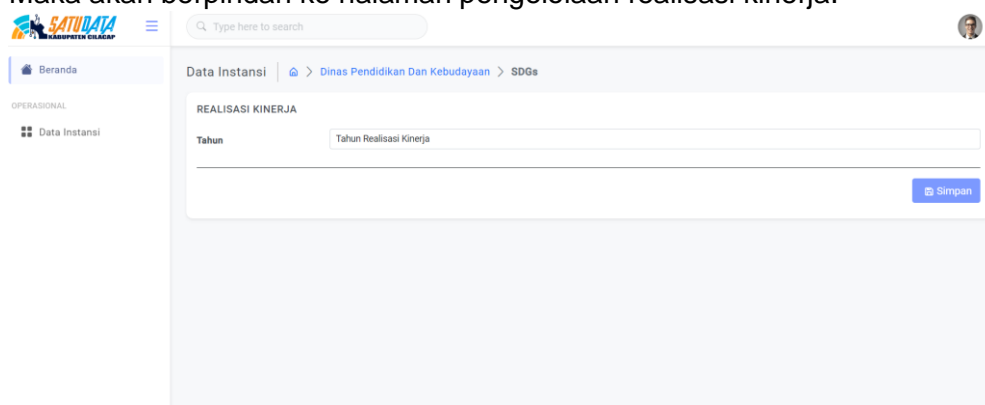 Maka akan berpindah ke halaman pengelolaan realisasi kinerja.
SATUDATA
KABUPATEN CILACAP
Type here to search
Beranda
Data Instansi > Dinas Pendidikan Dan Kebudayaan > SDGs
OPERASIONAL
REALISASI KINERJA
Data Instansi
Tahun
Tahun Realisasi Kinerja
Simpan